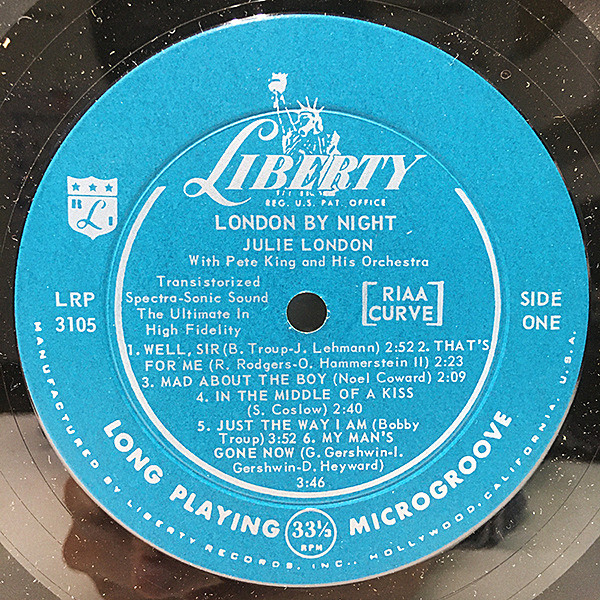 LIBERTY
REG. U.S. PAT. OFFICE
LONDON BY NIGHT
JULIE LONDON
With Pete King and His Orchestra
Transistorized
Spectra-Sonic Sound
The Ultimate In
High Fidelity
LRP
3105
[RIAA
CURVE]
SIDE
ONE
1. WELL, SIR (B. Troup-J. Lehmann) 2:52 2. THAT'S
FOR ME (R. Rodgers-O. Hammerstein II) 2:23
3. MAD ABOUT THE BOY (Noel Coward) 2:09
4. IN THE MIDDLE OF A KISS
(S. Coslow) 2:40
5. JUST THE WAY I AM (Bobby
Troup) 3:52 6. MY MAN'S
GONE NOW (G. Gershwin-I.
Gershwin-D. Heyward)
3:46
LONG PLAYING 33⅓ RPM MICROGROOVE
MANUFACTURED BY LIBERTY RECORDS, INC., HOLLYWOOD, CALIFORNIA, U.S.A.